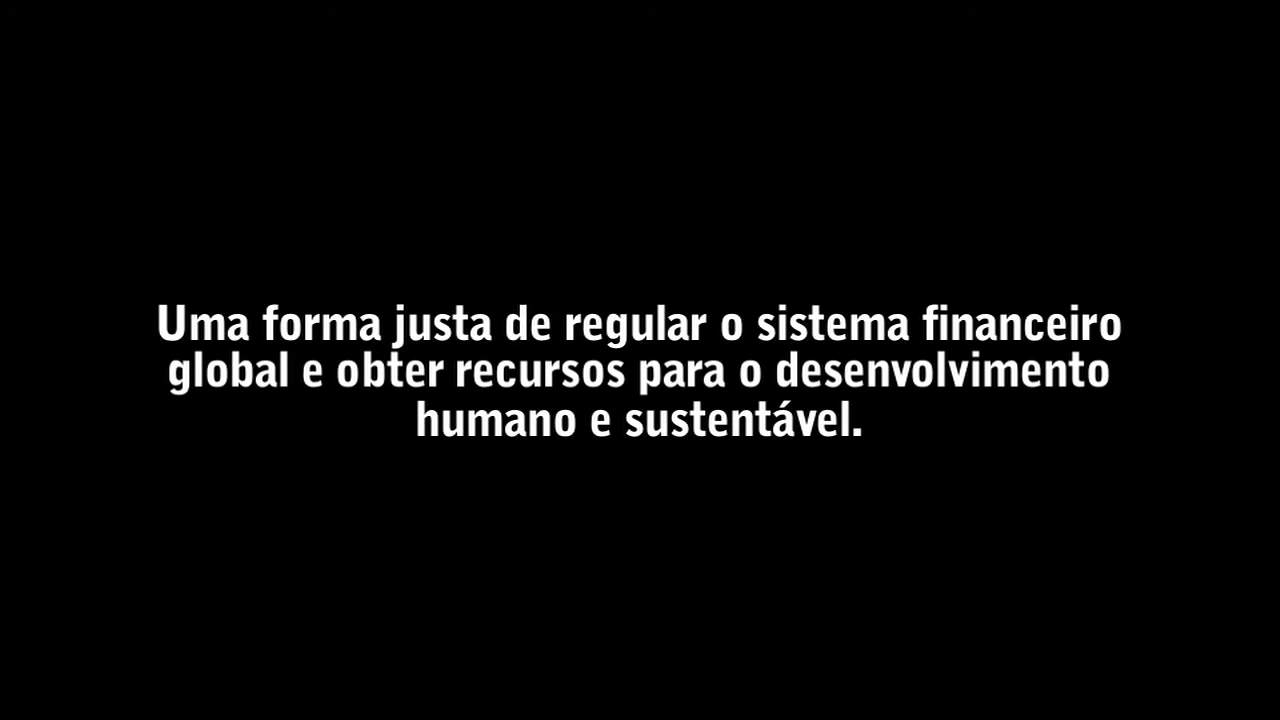 Uma forma justa de regular o sistema financeiro
global e obter recursos para o desenvolvimento
humano e sustentável.